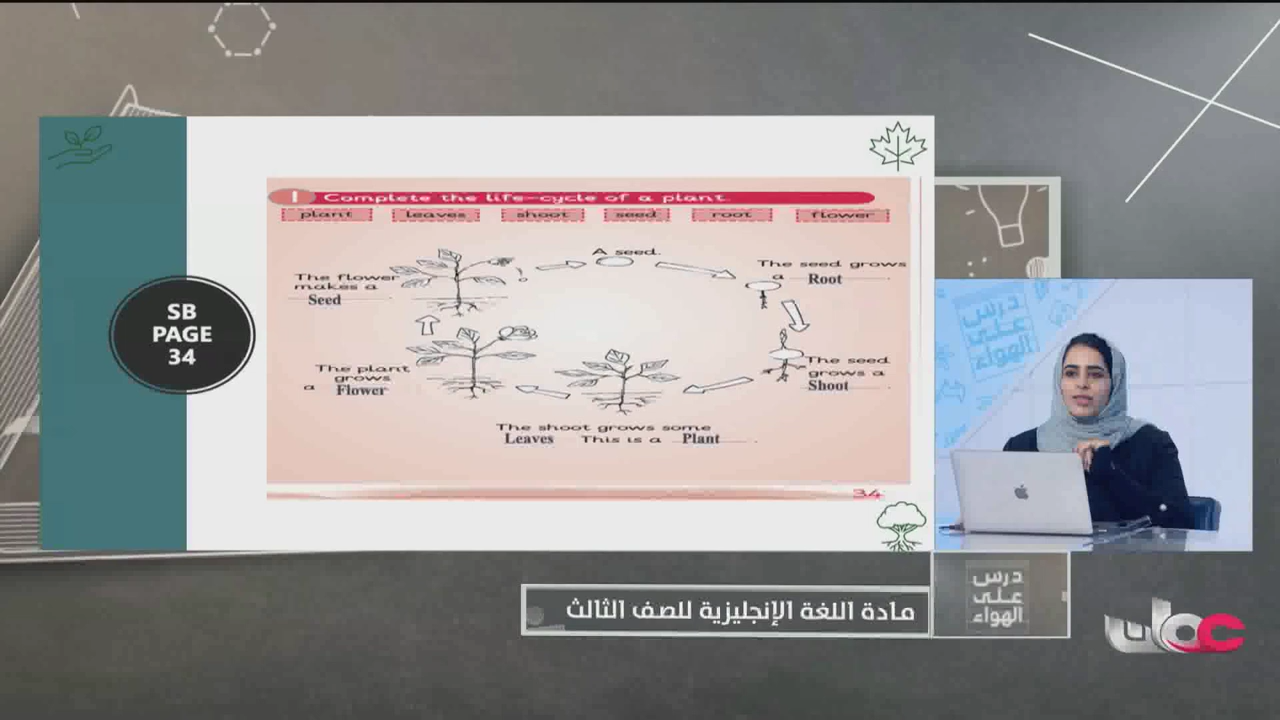 SB
PAGE
34
1 Complete the life-cycle of a plant.
plant leaves shoot seed root flower
A seed.
The seed grows
a Root
The seed
grows a
Shoot
The shoot grows some
Leaves This is a Plant
The plant
grows
a Flower
The flower
makes a
Seed
34
درس
على
الهواء
درس
على
الهواء
مادة اللغة الإنجليزية للصف الثالث